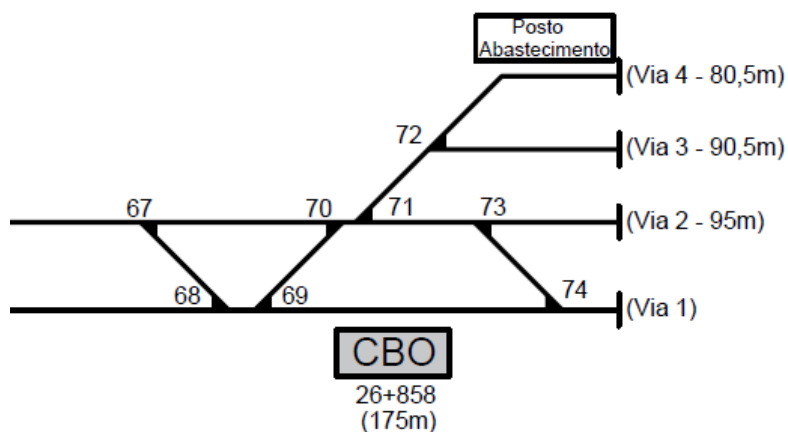 Posto
Abastecimento
(Via 4 - 80,5m)
72
(Via 3 - 90,5m)
67
70
71
73
(Via 2 - 95m)
68
69
74
(Via 1)
CBO
26+858
(175m)